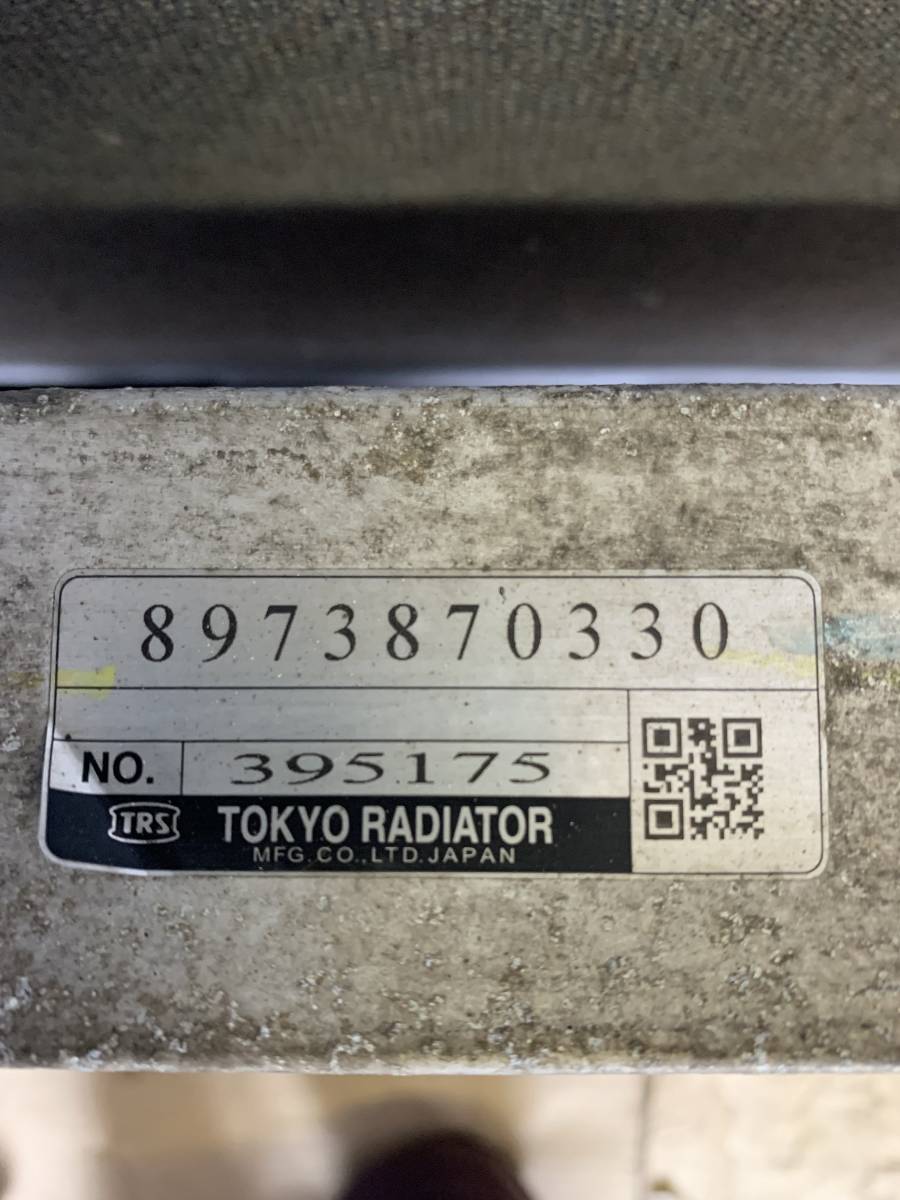 8973870330
NO. 395175
TRS TOKYO RADIATOR
MFG.CO.,LTD.JAPAN